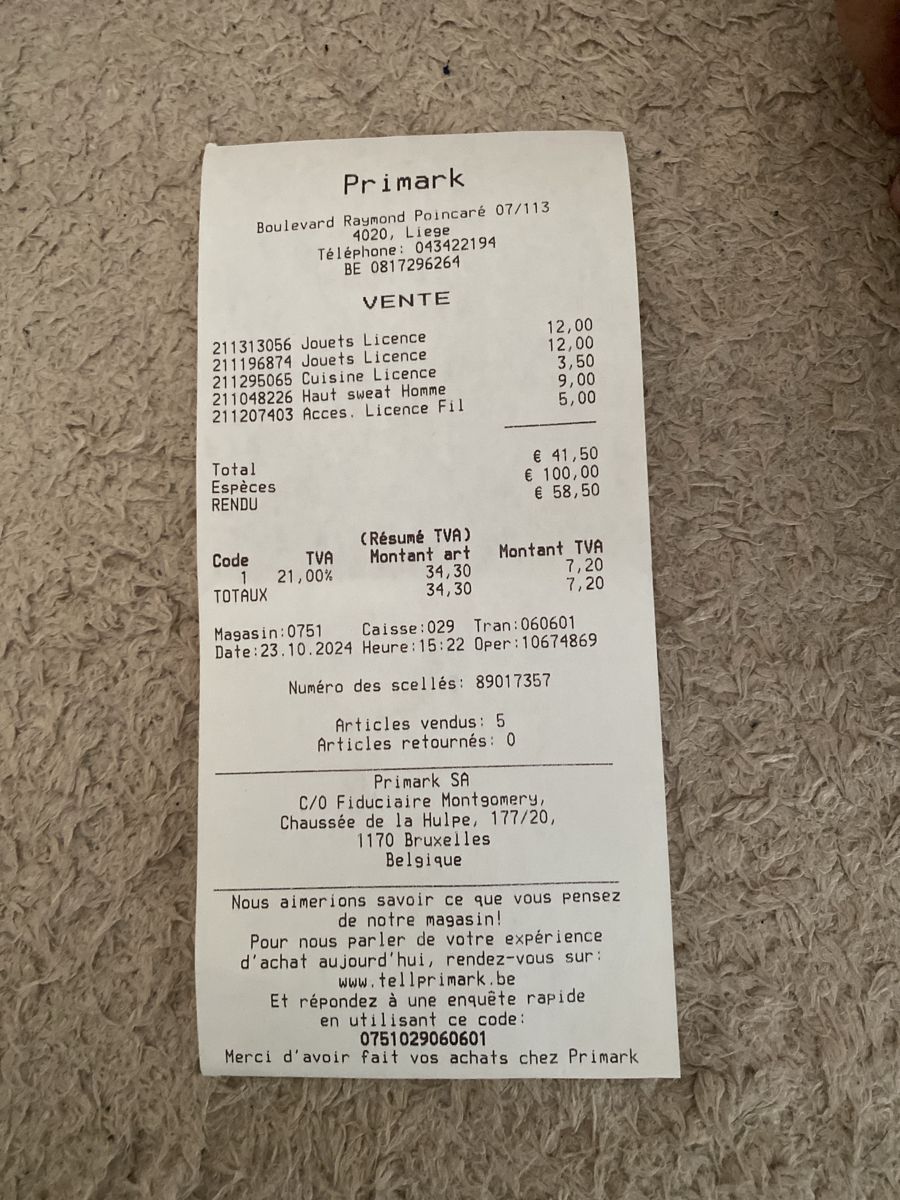 Primark
Boulevard Raymond Poincaré 07/113
4020, Liege
Téléphone: 043422194
BE 0817296264
VENTE
211313056 Jouets Licence 12,00
211196874 Jouets Licence 12,00
211295065 Cuisine Licence 3,50
211048226 Haut sweat Homme 9,00
211207403 Acces. Licence Fil 5,00
Total € 41,50
Espèces € 100,00
RENDU € 58,50
(Résumé TVA)
Code TVA Montant art Montant TVA
1 21,00% 34,30 7,20
TOTAUX 34,30 7,20
Magasin:0751 Caisse:029 Tran:060601
Date:23.10.2024 Heure:15:22 Oper:10674869
Numéro des scellés: 89017357
Articles vendus: 5
Articles retournés: 0
Primark SA
C/O Fiduciaire Montgomery,
Chaussée de la Hulpe, 177/20,
1170 Bruxelles
Belgique
Nous aimerions savoir ce que vous pensez
de notre magasin!
Pour nous parler de votre expérience
d'achat aujourd'hui, rendez-vous sur:
www.tellprimark.be
Et répondez à une enquête rapide
en utilisant ce code:
0751029060601
Merci d'avoir fait vos achats chez Primark